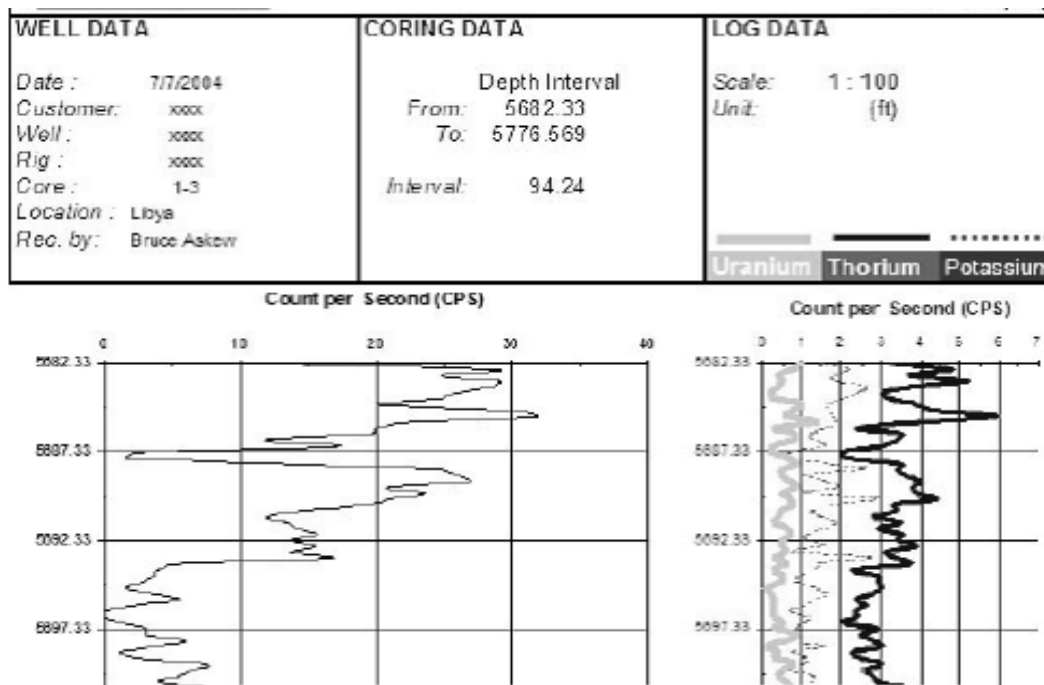 WELL DATA
Date : 7/7/2004
Customer: xxxx
Well : xxxx
Rig : xxxx
Core : 1-3
Location : Libya
Rec. by: Bruce Askew
CORING DATA
Depth Interval
From: 5682.33
To: 5776.569
Interval: 94.24
LOG DATA
Scale: 1 : 100
Unit: (ft)
Uranium Thorium Potassium
Count per Second (CPS)
0 10 20 30 40
5682.33
5687.33
5692.33
5697.33
Count per Second (CPS)
0 1 2 3 4 5 6 7
5682.33
5687.33
5692.33
5697.33